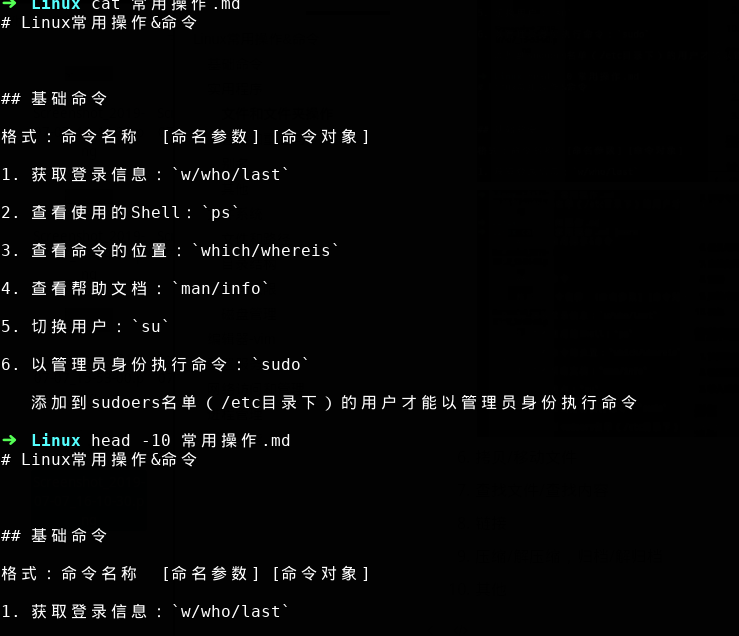 ➜ Linux cat 常用操作.md
# Linux常用操作&命令
## 基础命令
格式：命令名称  [命名参数] [命令对象]
1. 获取登录信息：`w/who/last`
2. 查看使用的Shell：`ps`
3. 查看命令的位置：`which/whereis`
4. 查看帮助文档：`man/info`
5. 切换用户：`su`
6. 以管理员身份执行命令：`sudo`
添加到sudoers名单（/etc目录下）的用户才能以管理员身份执行命令
➜ Linux head -10 常用操作.md
# Linux常用操作&命令
## 基础命令
格式：命令名称  [命名参数] [命令对象]
1. 获取登录信息：`w/who/last`